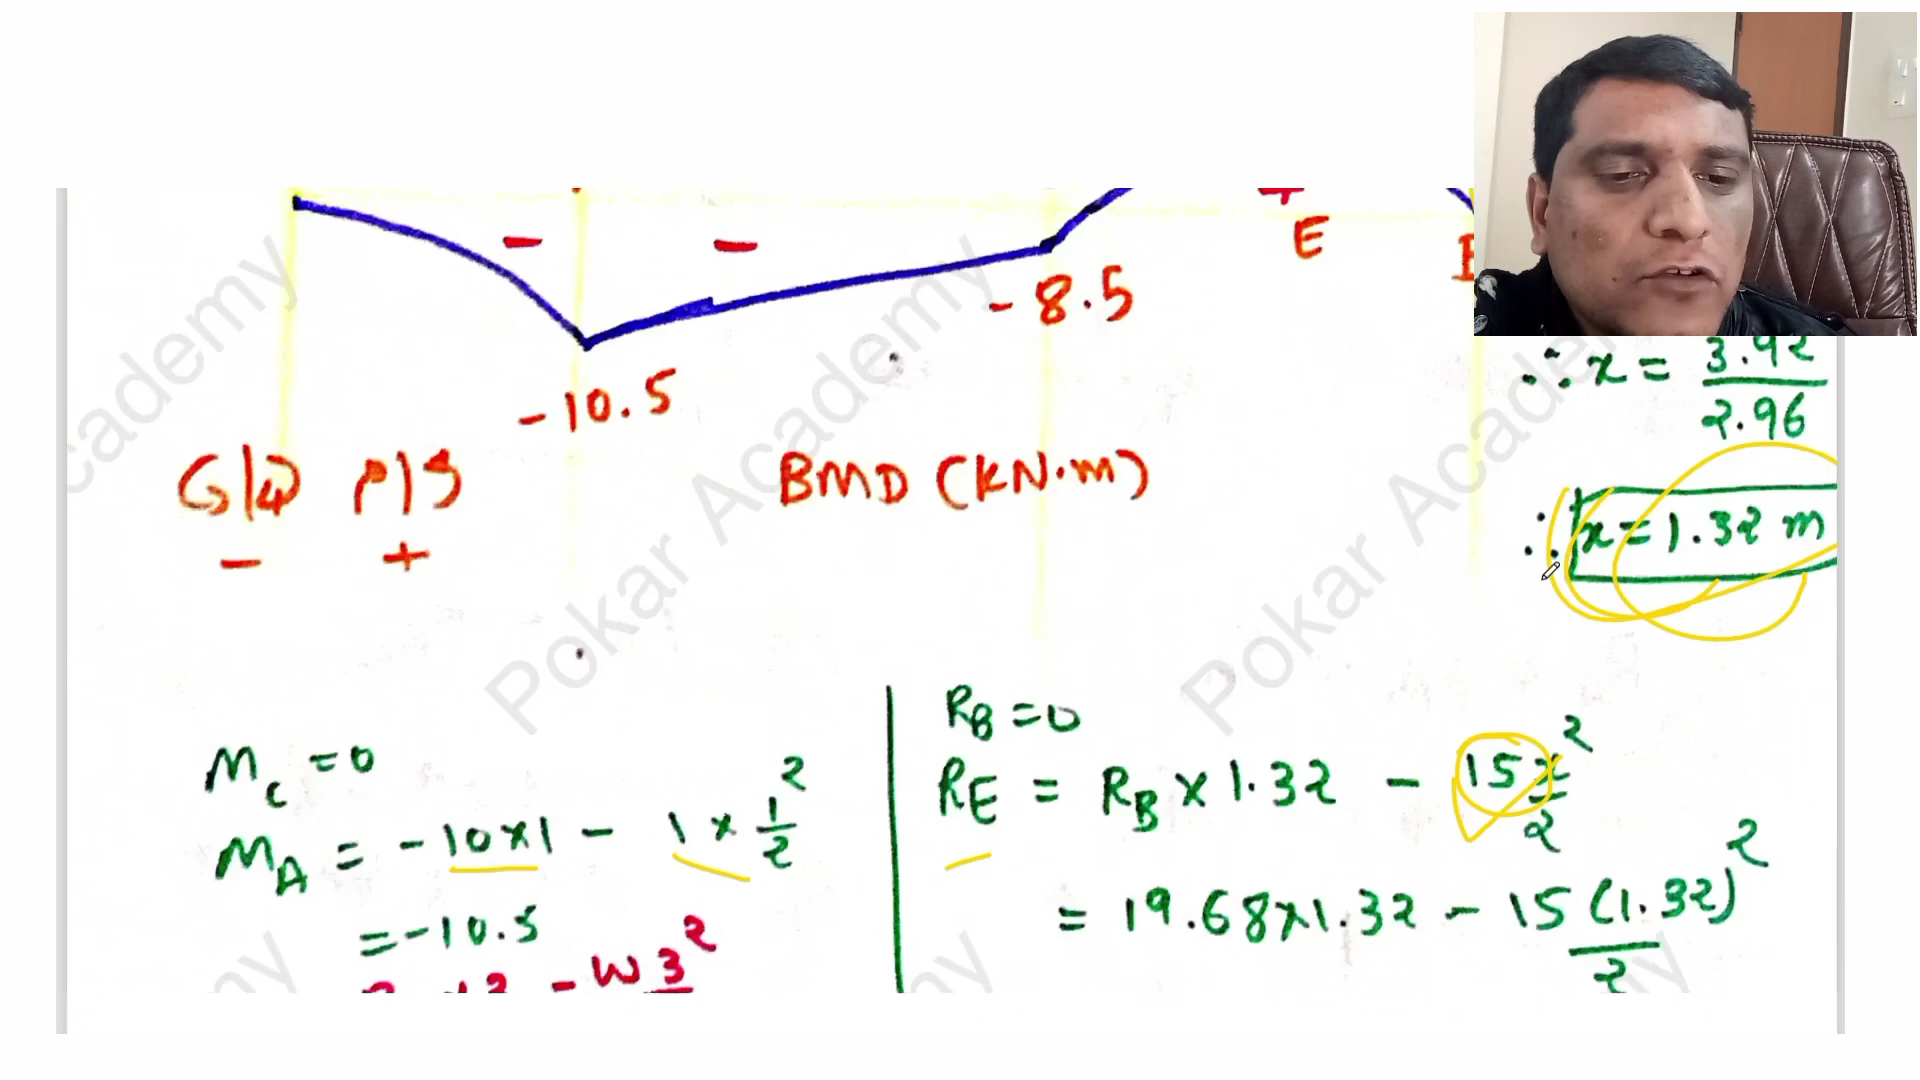 E
-8.5
-10.5
BMD (KN.m)
- +
∴ x = 3.92 / 2.96
∴ x = 1.32 m
M_C = 0
M_A = -10×1 - 1×1²/2
= -10.5
- w3²
R_B = 0
R_E = R_B × 1.32 - 15x²/2
= 19.68×1.32 - 15(1.32)²/2
Pokar Academy
Pokar Academy